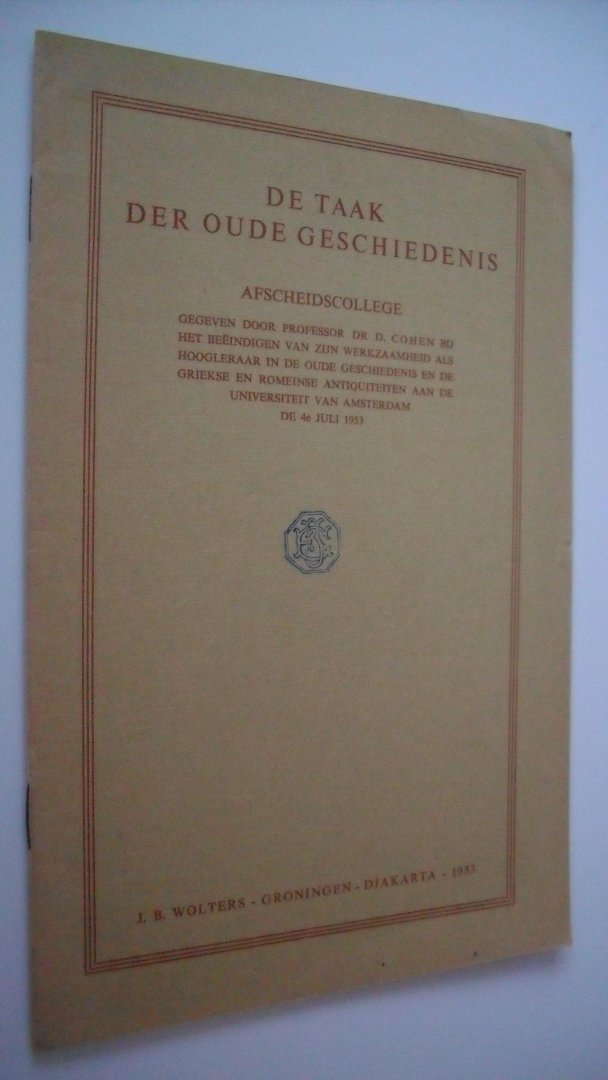 DE TAAK
DER OUDE GESCHIEDENIS
AFSCHEIDSCOLLEGE
GEGEVEN DOOR PROFESSOR DR D. COHEN BIJ
HET BEËINDIGEN VAN ZIJN WERKZAAMHEID ALS
HOOGLERAAR IN DE OUDE GESCHIEDENIS EN DE
GRIEKSE EN ROMEINSE ANTIQUITEITEN AAN DE
UNIVERSITEIT VAN AMSTERDAM
DE 4e JULI 1953
J. B. WOLTERS - GRONINGEN - DJAKARTA - 1953